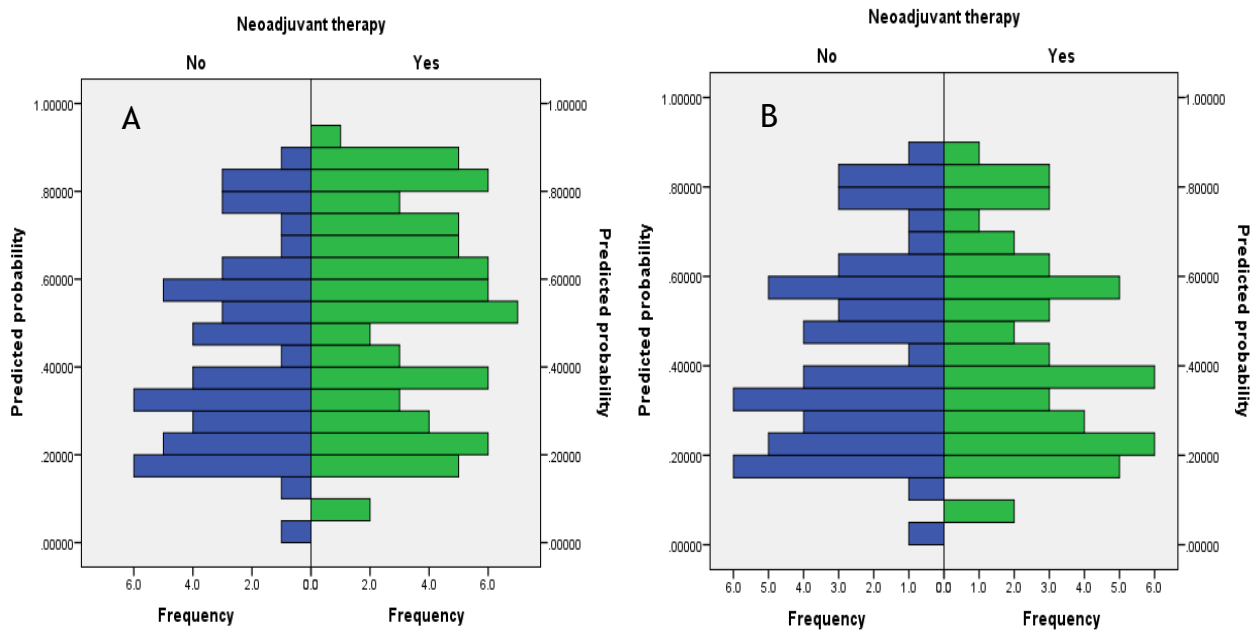 Neoadjuvant therapy
No Yes
A
1.00000 1.00000
.80000 .80000
.60000 .60000
.40000 .40000
.20000 .20000
.00000 .00000
Predicted probability
Predicted probability
6.0 4.0 2.0 0.0 0.0 2.0 4.0 6.0
Frequency Frequency
Neoadjuvant therapy
No Yes
B
1.00000 1.00000
.80000 .80000
.60000 .60000
.40000 .40000
.20000 .20000
.00000 .00000
Predicted probability
Predicted probability
6.0 5.0 4.0 3.0 2.0 1.0 0.0 0.0 1.0 2.0 3.0 4.0 5.0 6.0
Frequency Frequency